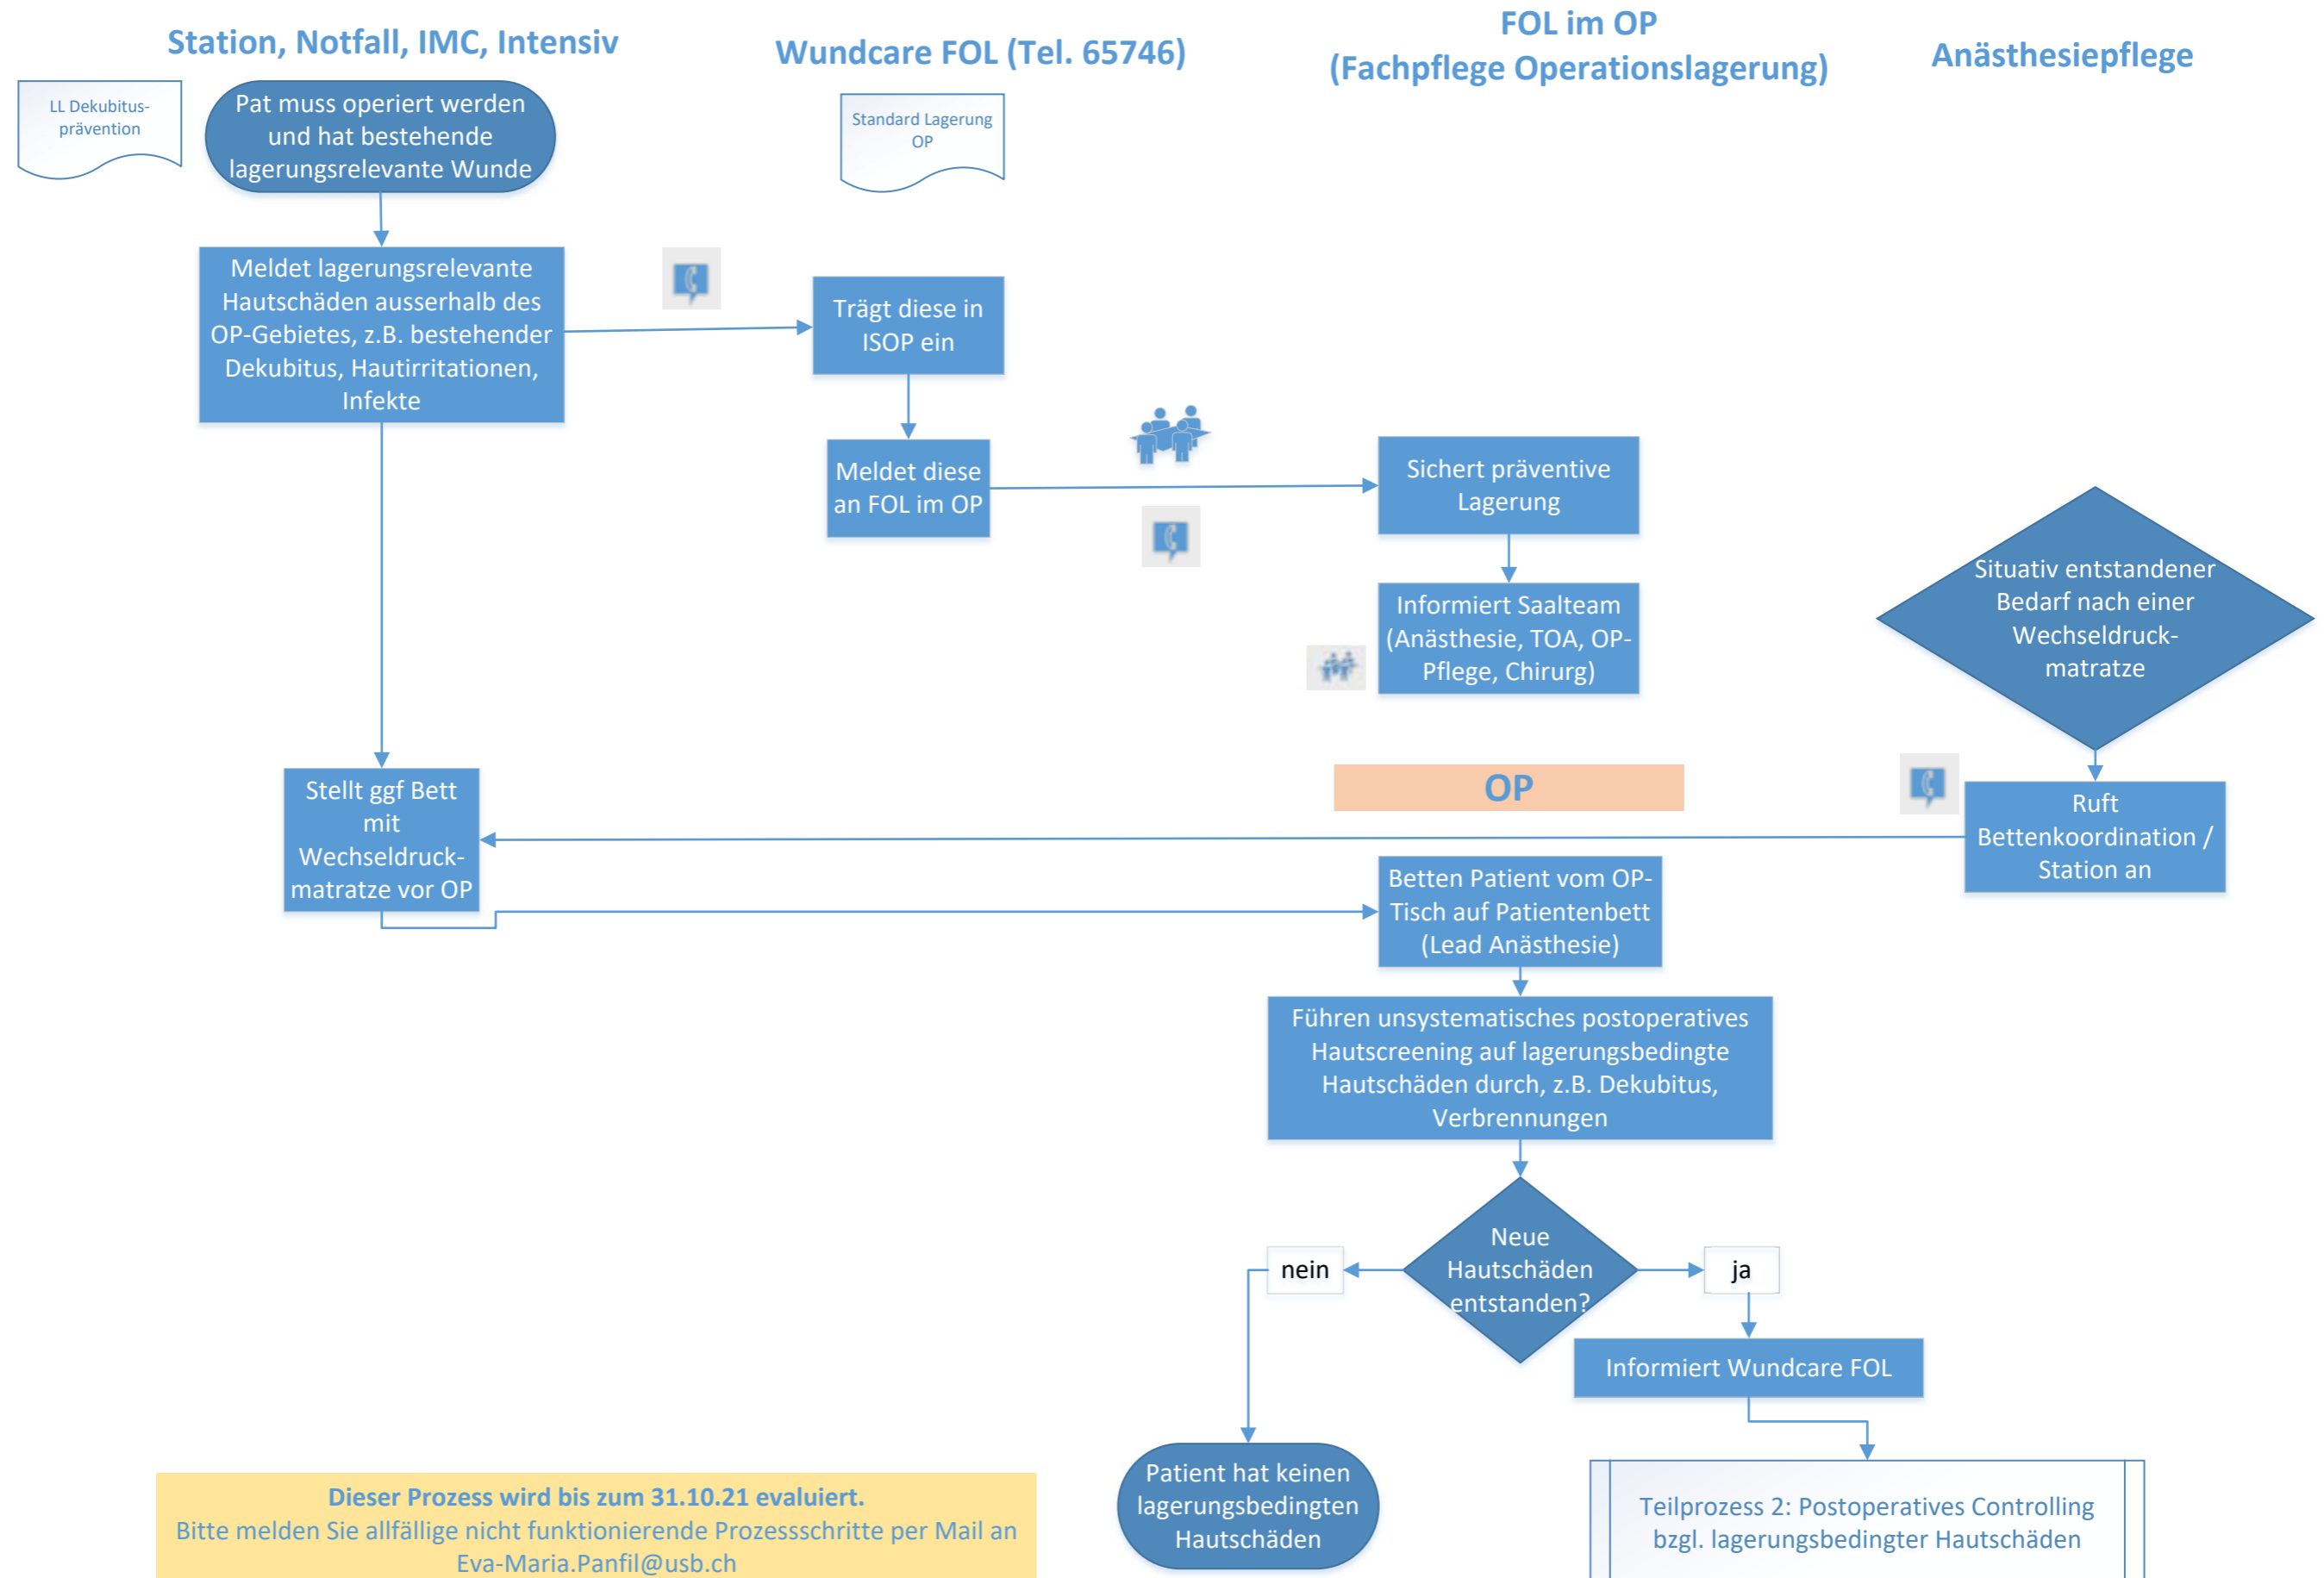 Station, Notfall, IMC, Intensiv
Wundcare FOL (Tel. 65746)
FOL im OP
(Fachpflege Operationslagerung)
Anästhesiepflege
LL Dekubitus-
prävention
Pat muss operiert werden
und hat bestehende
lagerungsrelevante Wunde
Standard Lagerung
OP
Meldet lagerungsrelevante
Hautschäden ausserhalb des
OP-Gebietes, z.B. bestehender
Dekubitus, Hautirritationen,
Infekte
Trägt diese in
ISOP ein
Meldet diese
an FOL im OP
Sichert präventive
Lagerung
Informiert Saalteam
(Anästhesie, TOA, OP-
Pflege, Chirurg)
Situativ entstandener
Bedarf nach einer
Wechseldruck-
matratze
Stellt ggf Bett
mit
Wechseldruck-
matratze vor OP
OP
Ruft
Bettenkoordination /
Station an
Betten Patient vom OP-
Tisch auf Patientenbett
(Lead Anästhesie)
Führen unsystematisches postoperatives
Hautscreening auf lagerungsbedingte
Hautschäden durch, z.B. Dekubitus,
Verbrennungen
Neue
Hautschäden
entstanden?
nein
ja
Informiert Wundcare FOL
Patient hat keinen
lagerungsbedingten
Hautschäden
Teilprozess 2: Postoperatives Controlling
bzgl. lagerungsbedingter Hautschäden
Dieser Prozess wird bis zum 31.10.21 evaluiert.
Bitte melden Sie allfällige nicht funktionierende Prozessschritte per Mail an
Eva-Maria.Panfil@usb.ch